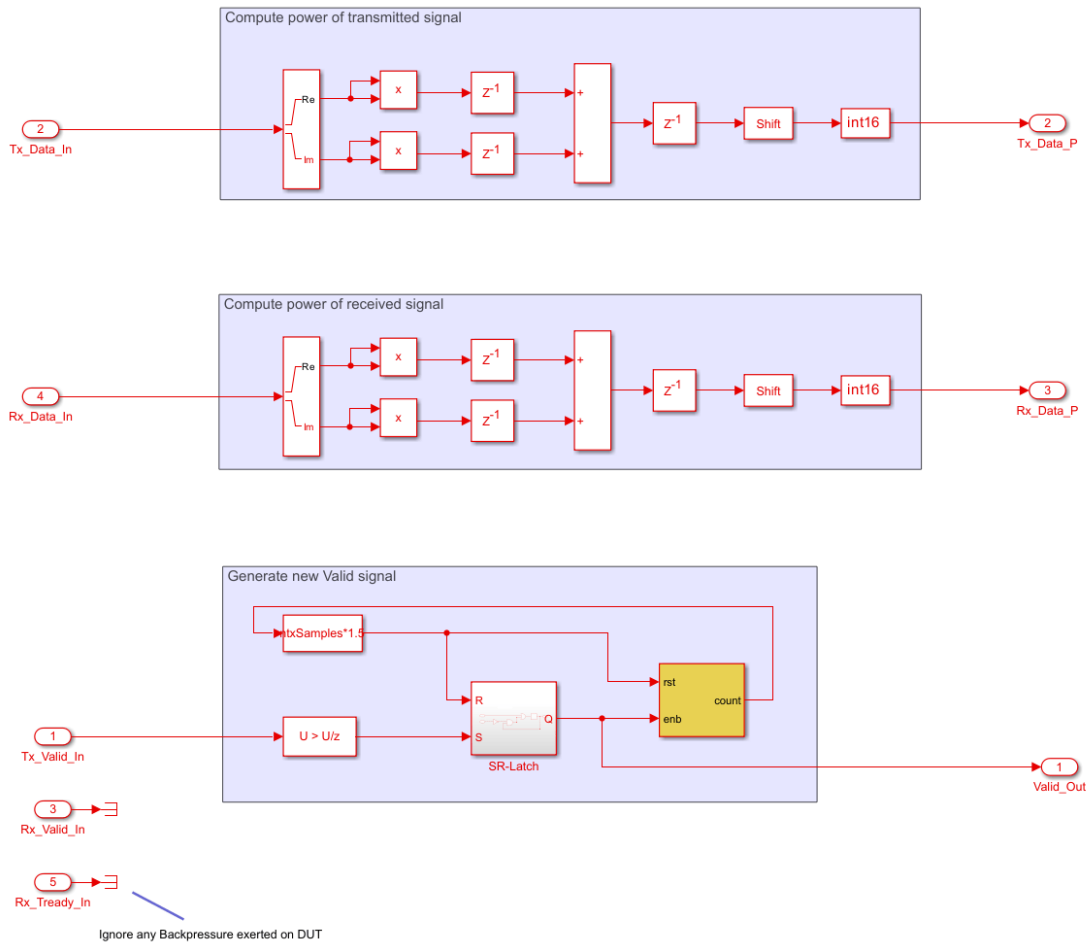 Compute power of transmitted signal
Re
x
Z-1
+
2
Z-1
Shift
int16
2
Tx_Data_In
Tx_Data_P
Im
x
Z-1
+
Compute power of received signal
Re
x
Z-1
+
4
Z-1
Shift
int16
3
Rx_Data_In
Rx_Data_P
Im
x
Z-1
+
Generate new Valid signal
ntxSamples*1.5
rst
count
R
Q
enb
1
U > U/z
S
1
Tx_Valid_In
SR-Latch
Valid_Out
3
Rx_Valid_In
5
Rx_Tready_In
Ignore any Backpressure exerted on DUT